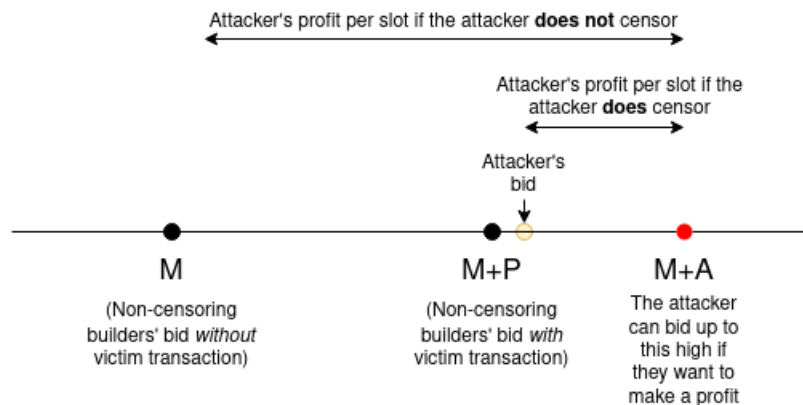 Attacker's profit per slot if the attacker does not censor
Attacker's profit per slot if the
attacker does censor
Attacker's
bid
M
(Non-censoring
builders' bid without
victim transaction)
M+P
(Non-censoring
builders' bid with
victim transaction)
M+A
The attacker
can bid up to
this high if
they want to
make a profit